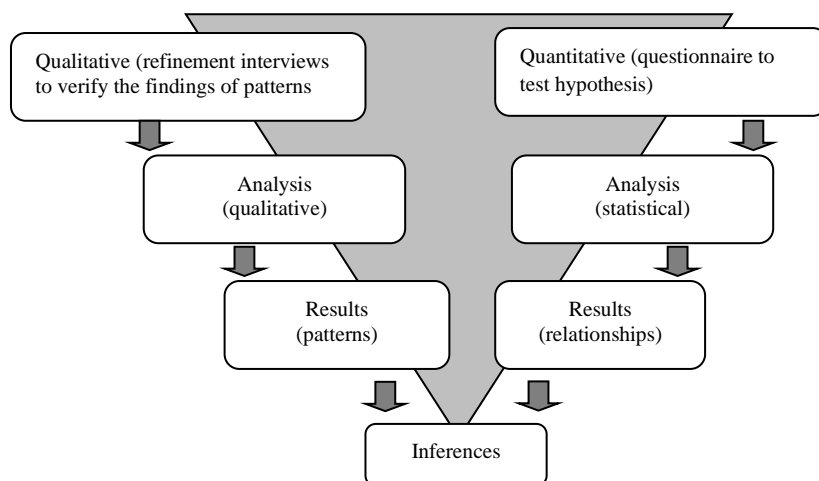 Qualitative (refinement interviews
to verify the findings of patterns
Quantitative (questionnaire to
test hypothesis)
Analysis
(qualitative)
Analysis
(statistical)
Results
(patterns)
Results
(relationships)
Inferences